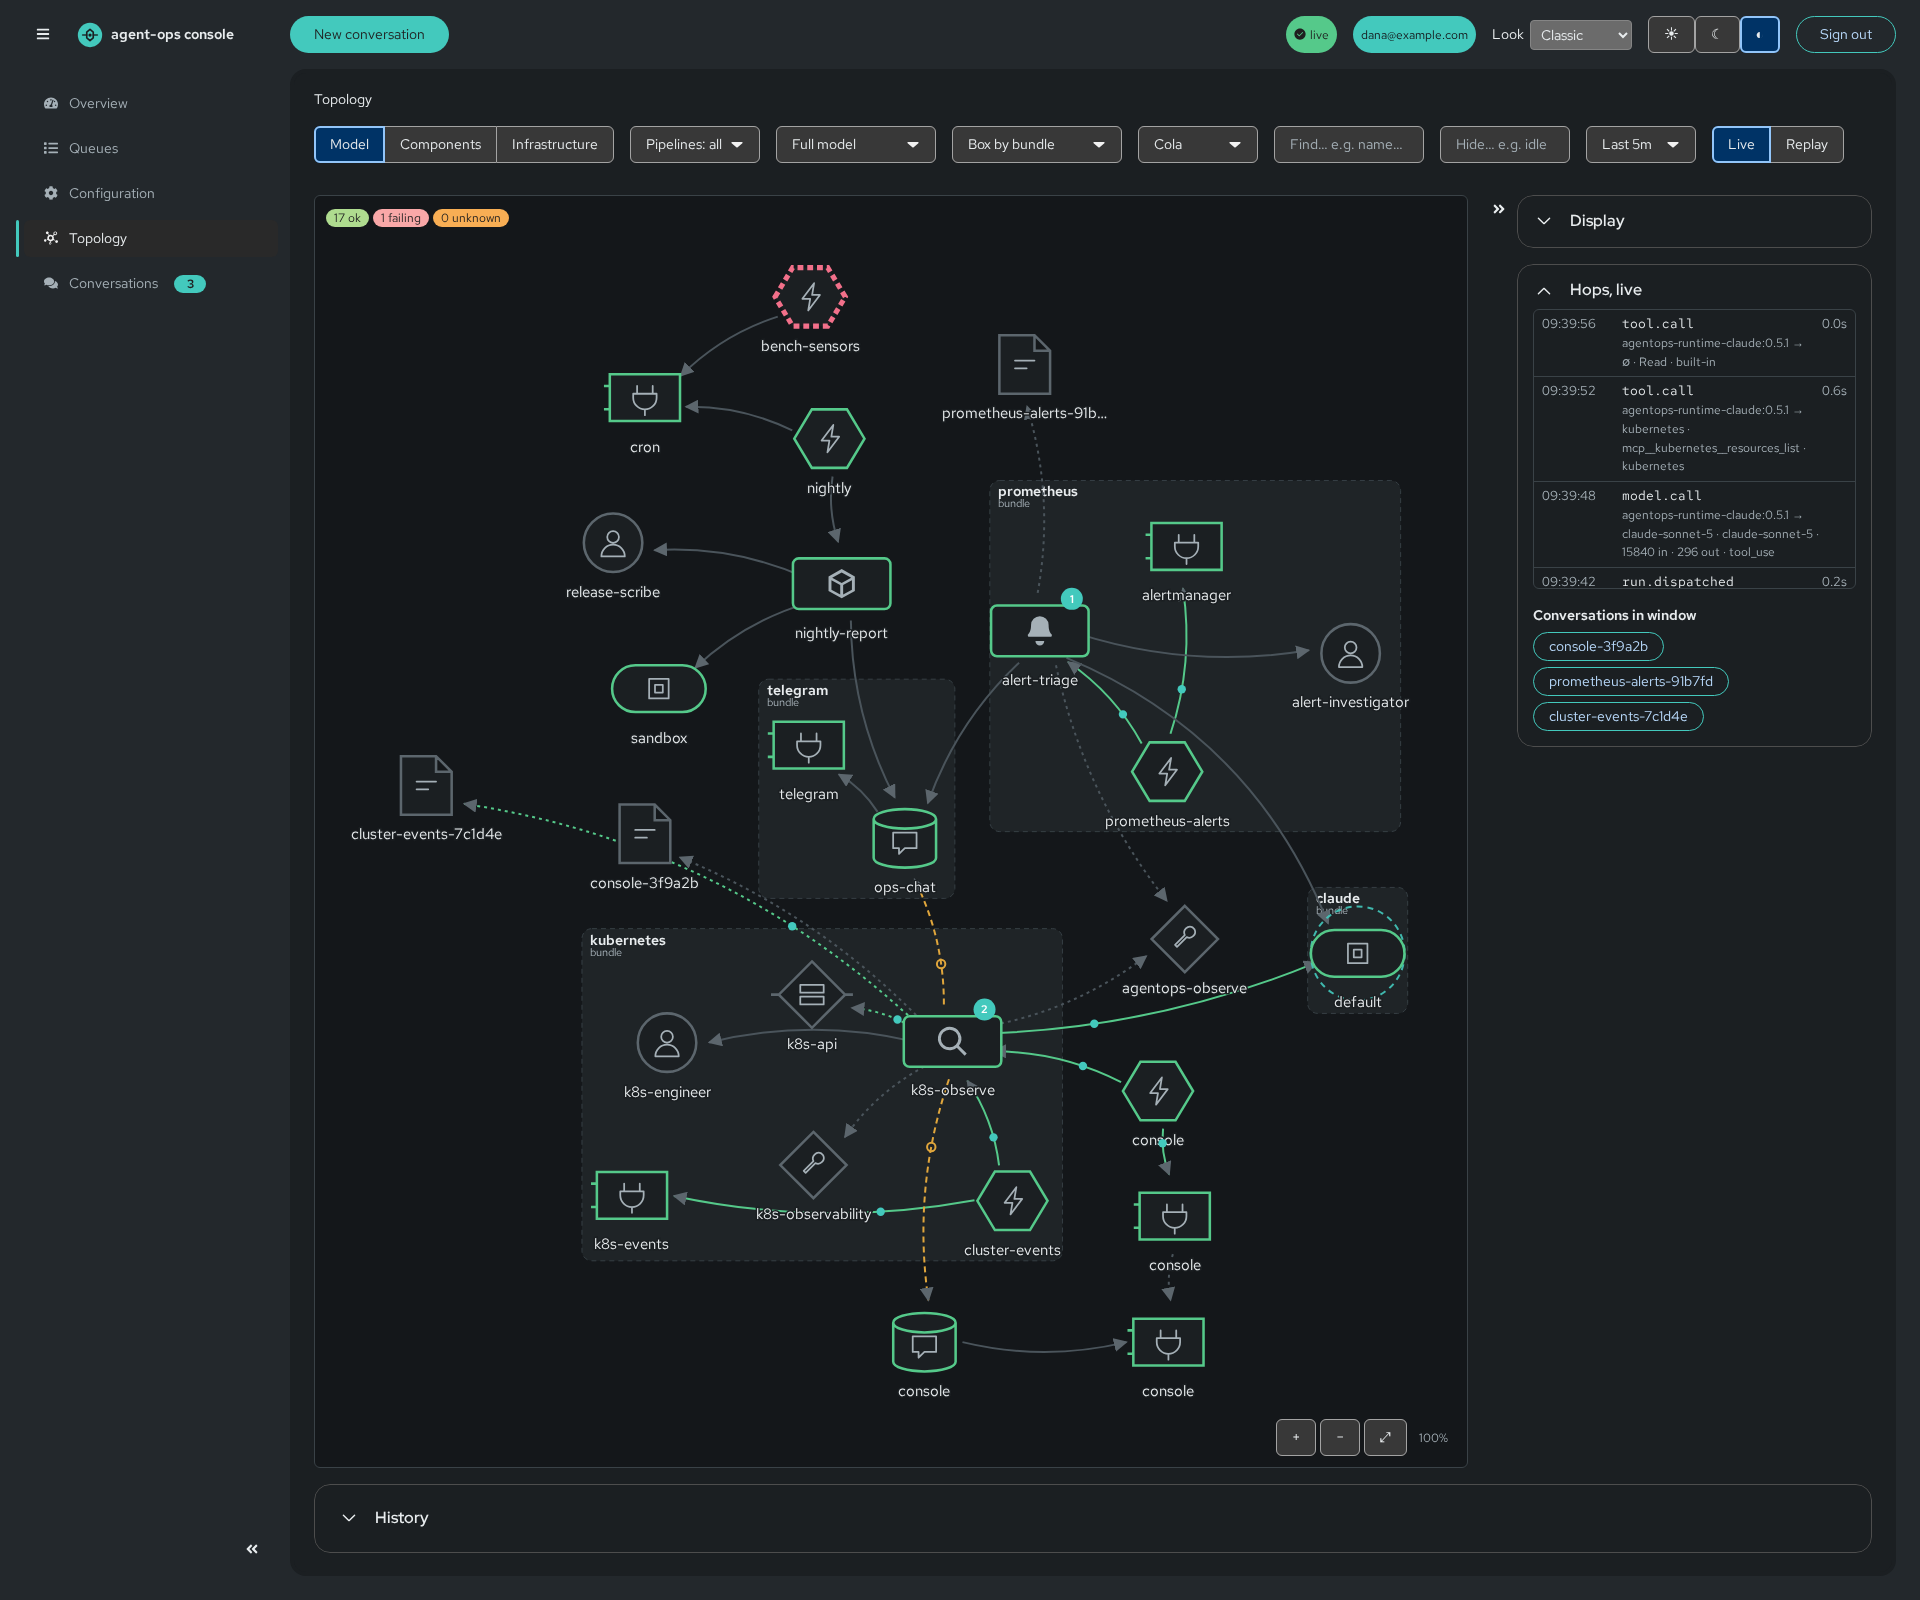 agent-ops console
New conversation
live
dana@example.com
Look
Classic
Sign out
Overview
Queues
Configuration
Topology
Conversations
3
Topology
Model
Components
Infrastructure
Pipelines: all
Full model
Box by bundle
Cola
Find... e.g. name...
Hide... e.g. idle
Last 5m
Live
Replay
17 ok
1 failing
0 unknown
bench-sensors
prometheus-alerts-91b...
cron
nightly
prometheus
bundle
release-scribe
alertmanager
1
nightly-report
alert-triage
telegram
bundle
alert-investigator
sandbox
telegram
prometheus-alerts
cluster-events-7c1d4e
console-3f9a2b
ops-chat
claude
bundle
kubernetes
bundle
agentops-observe
default
2
k8s-api
k8s-engineer
k8s-observe
console
k8s-observability
k8s-events
cluster-events
console
console
console
+
−
100%
Display
Hops, live
09:39:56 tool.call 0.0s
agentops-runtime-claude:0.5.1 →
ø · Read · built-in
09:39:52 tool.call 0.6s
agentops-runtime-claude:0.5.1 →
kubernetes ·
mcp__kubernetes__resources_list ·
kubernetes
09:39:48 model.call
agentops-runtime-claude:0.5.1 →
claude-sonnet-5 · claude-sonnet-5 ·
15840 in · 296 out · tool_use
09:39:42 run.dispatched 0.2s
Conversations in window
console-3f9a2b
prometheus-alerts-91b7fd
cluster-events-7c1d4e
History